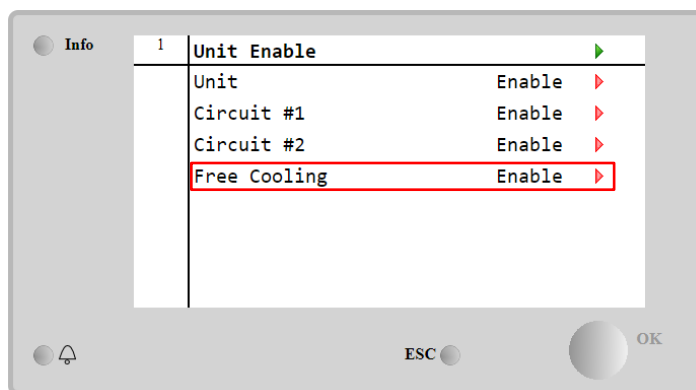 Info
1 Unit Enable
Unit Enable
Circuit #1 Enable
Circuit #2 Enable
Free Cooling Enable
OK
ESC